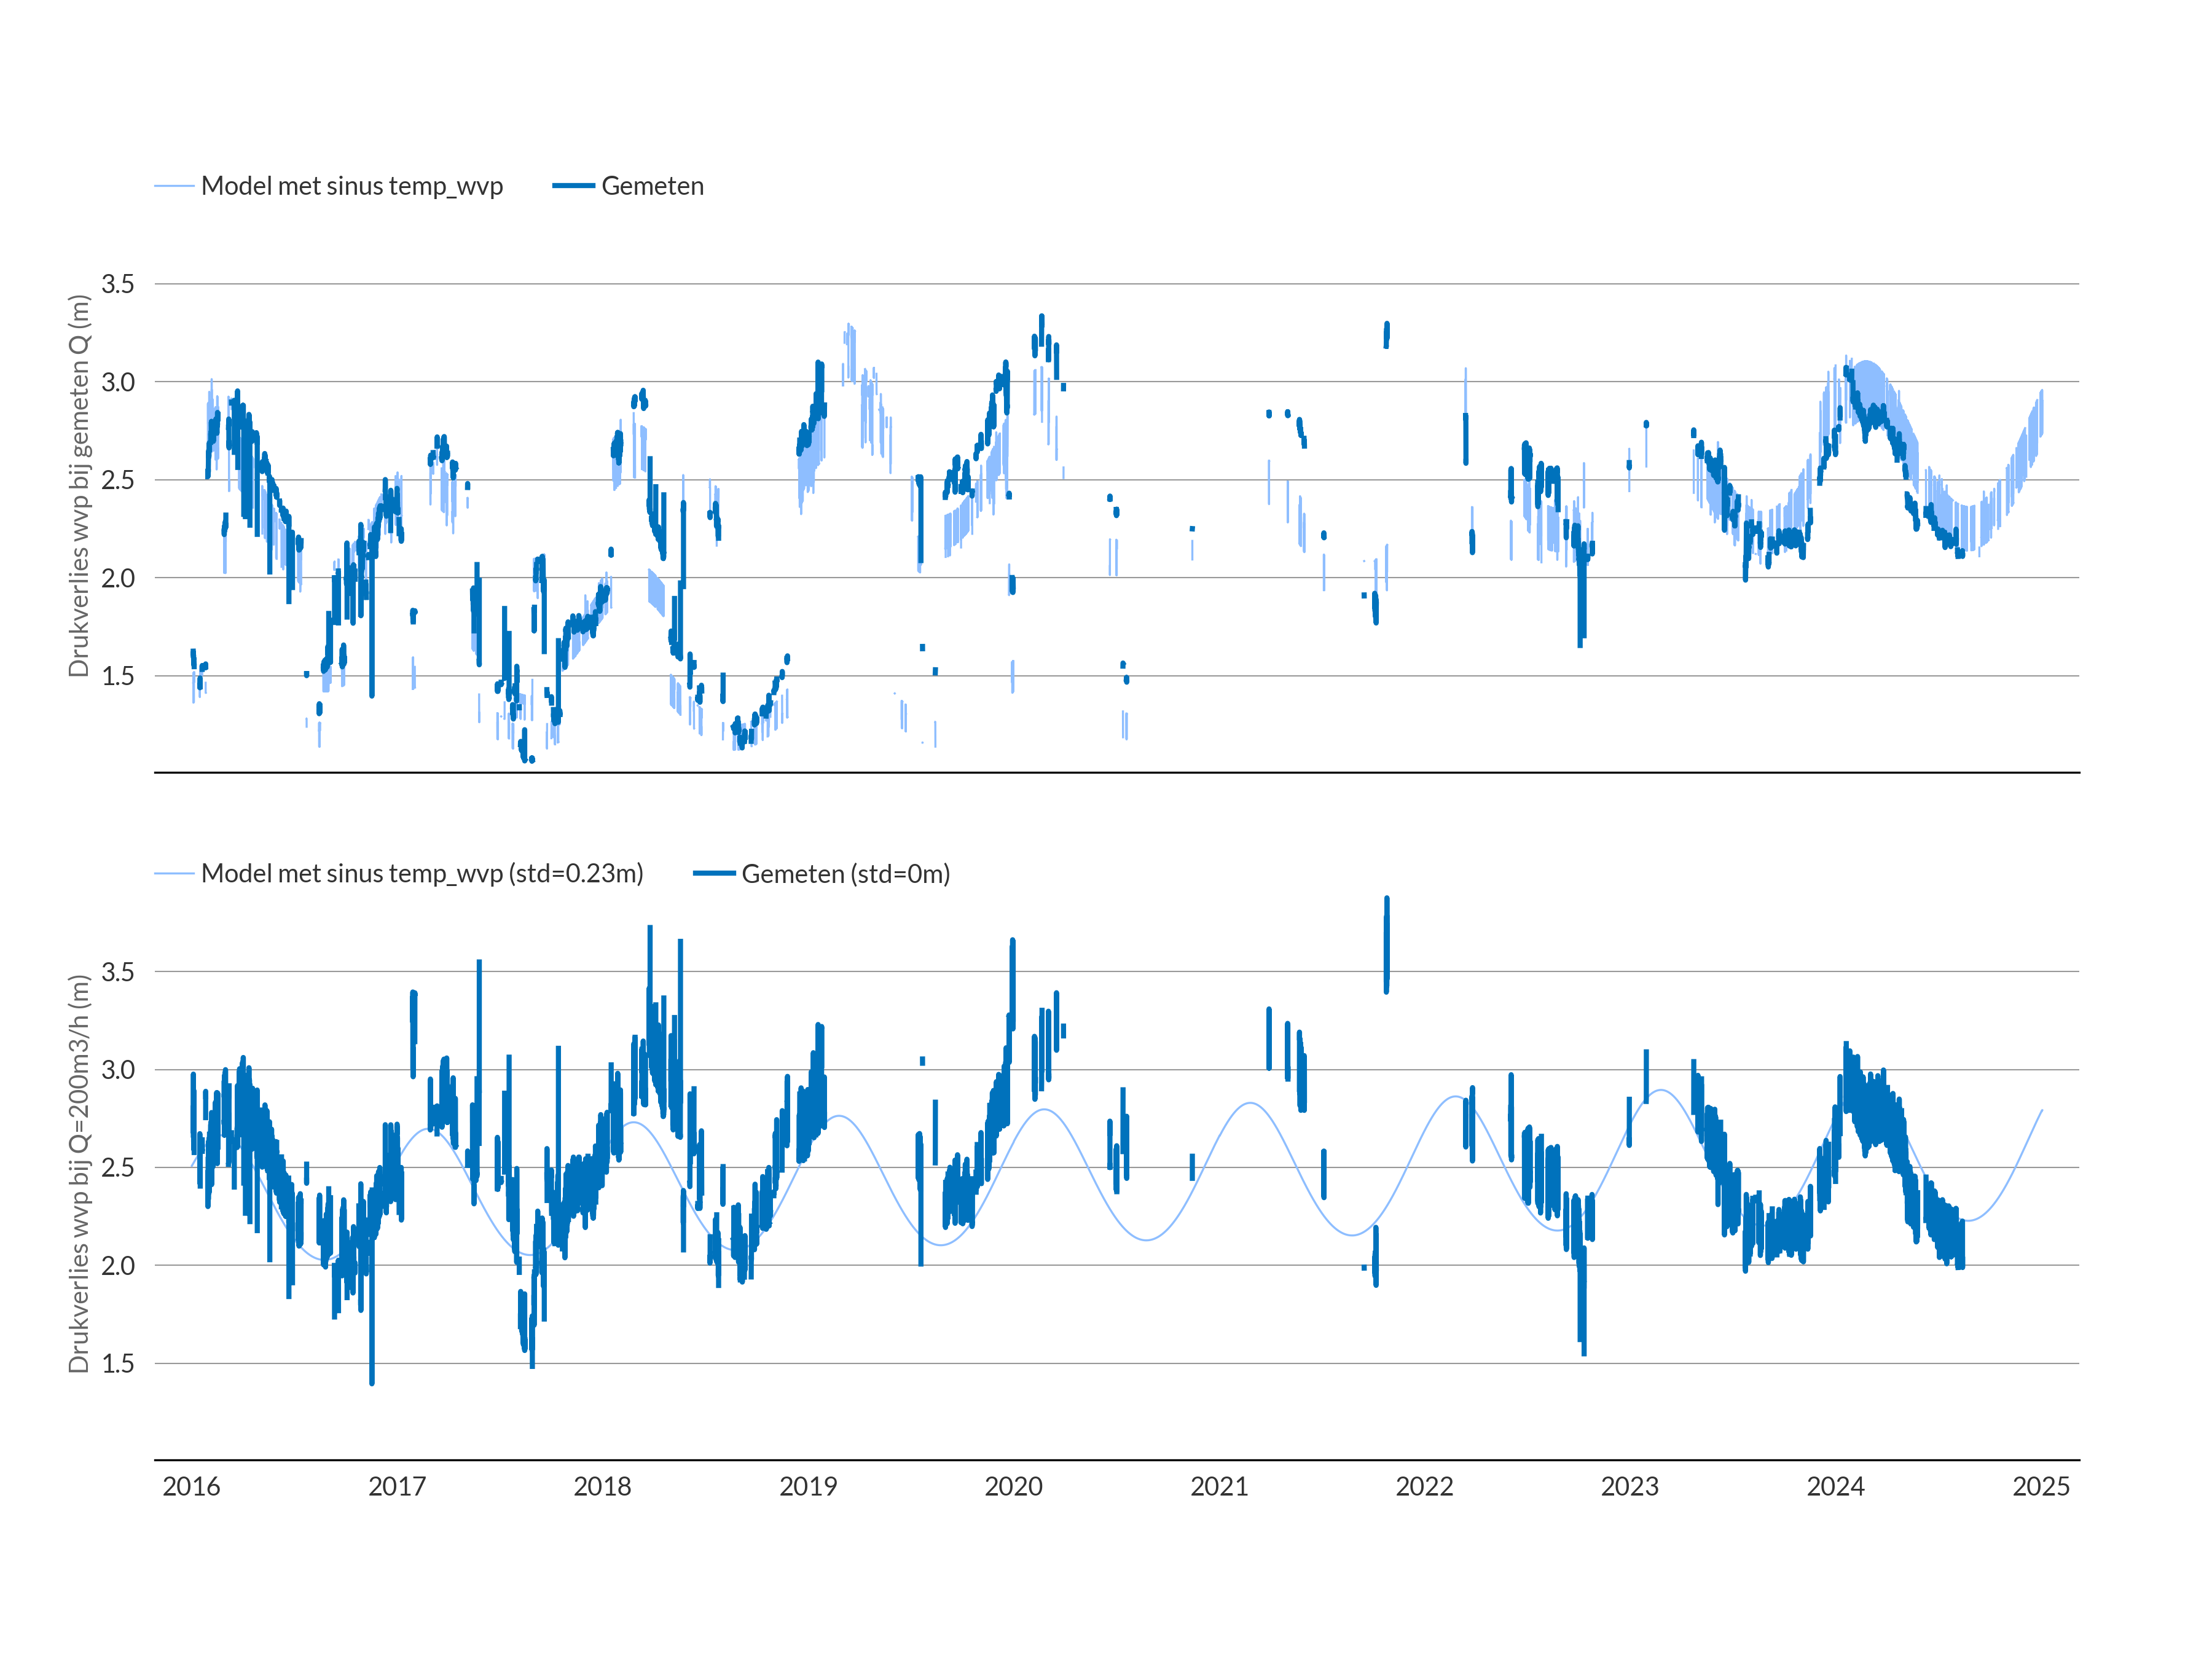 Model met sinus temp_wvp Gemeten
Drukverlies wvp bij gemeten Q (m)
3.5
3.0
2.5
2.0
1.5
Model met sinus temp_wvp (std=0.23m) Gemeten (std=0m)
Drukverlies wvp bij Q=200m3/h (m)
3.5
3.0
2.5
2.0
1.5
2016 2017 2018 2019 2020 2021 2022 2023 2024 2025